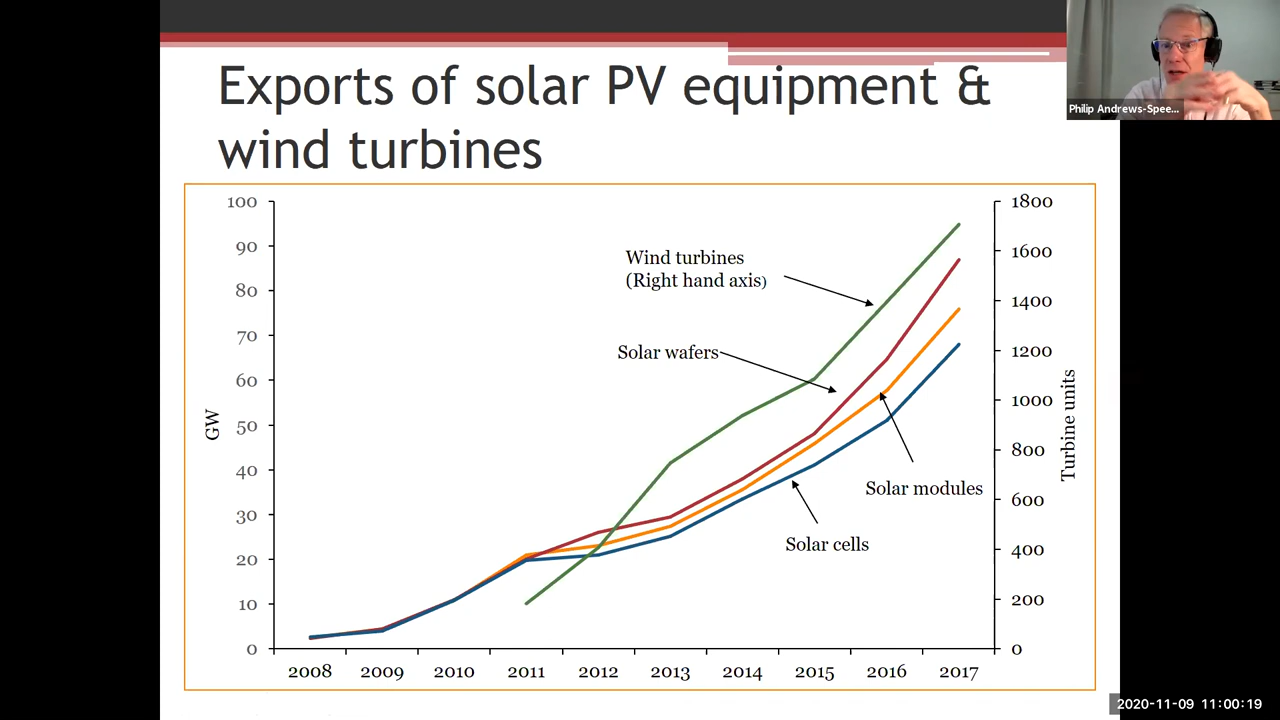 Exports of solar PV equipment &
wind turbines
Philip Andrews-Spee...
100
90
80
70
60
50
40
30
20
10
0
GW
1800
1600
1400
1200
1000
800
600
400
200
0
Turbine units
Wind turbines
(Right hand axis)
Solar wafers
Solar modules
Solar cells
2008 2009 2010 2011 2012 2013 2014 2015 2016 2017
2020-11-09 11:00:19